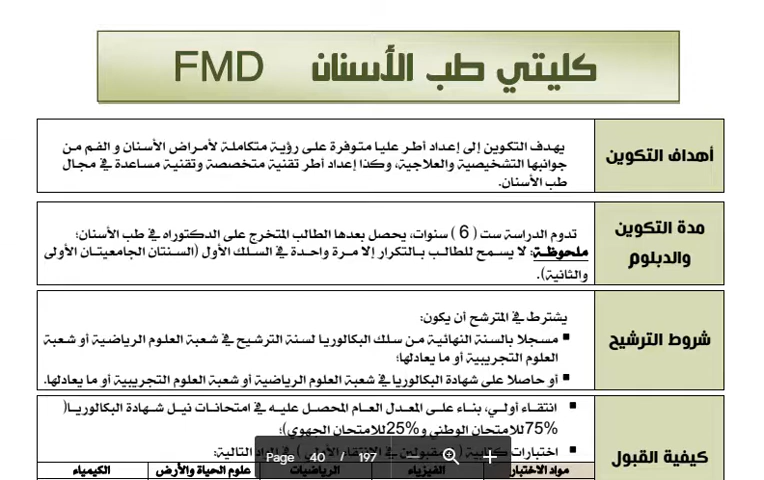 كليتي طب الأسنان FMD
أهداف التكوين
يهدف التكوين إلى إعداد أطر عليا متوفرة على رؤية متكاملة لأمراض الأسنان و الفم من
جوانبها التشخيصية والعلاجية، وكذا إعداد أطر تقنية متخصصة وتقنية مساعدة في مجال
طب الأسنان.
مدة التكوين
والدبلوم
تدوم الدراسة ست ( 6 ) سنوات، يحصل بعدها الطالب المتخرج على الدكتوراه في طب الأسنان؛
ملحوظة: لا يسمح للطالب بالتكرار إلا مرة واحدة في السلك الأول (السنتان الجامعيتان الأولى
والثانية).
شروط الترشيح
يشترط في المترشح أن يكون:
▪ مسجلا بالسنة النهائية من سلك البكالوريا لسنة الترشيح في شعبة العلوم الرياضية أو شعبة
العلوم التجريبية أو ما يعادلها؛
▪ أو حاصلا على شهادة البكالوريا في شعبة العلوم الرياضية أو شعبة العلوم التجريبية أو ما يعادلها.
كيفية القبول
▪ انتقاء أولي، بناء على المعدل العام المحصل عليه في امتحانات نيل شهادة البكالوريا(
75% للامتحان الوطني و25% للامتحان الجهوي)؛
▪ اختبارات كتابية ( في المواد التالية:
مواد الاختبار الفيزياء الرياضيات علوم الحياة والأرض الكيمياء
Page 40 / 197 — +